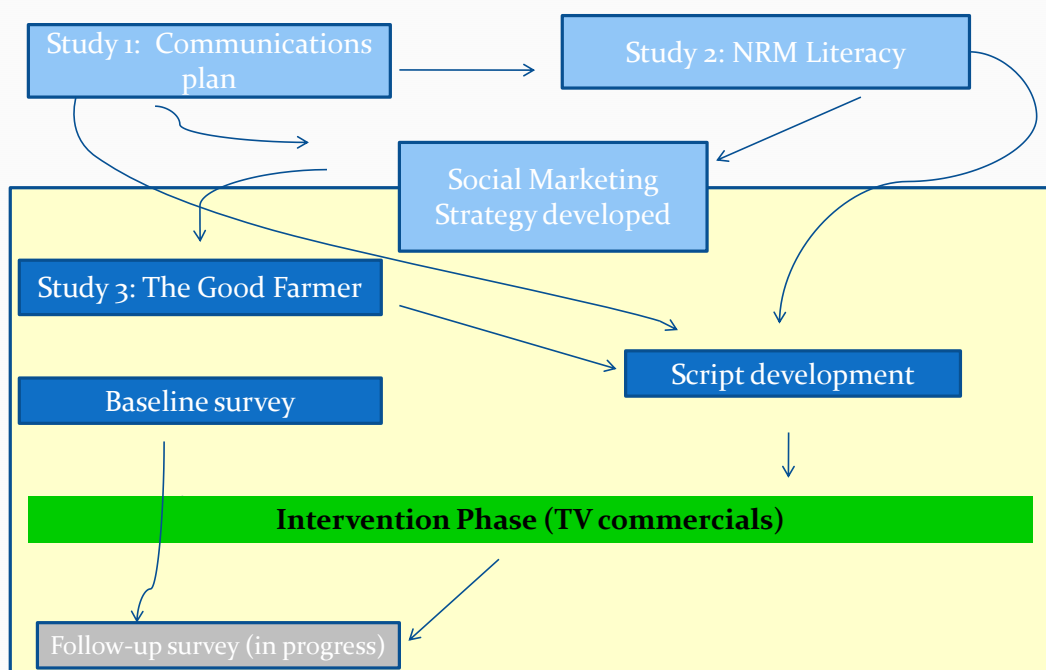 Study 1: Communications
plan
Study 2: NRM Literacy
Social Marketing
Strategy developed
Study 3: The Good Farmer
Script development
Baseline survey
Intervention Phase (TV commercials)
Follow-up survey (in progress)